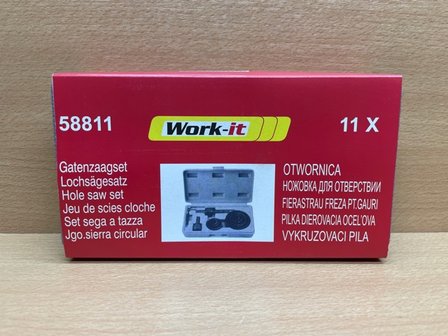 58811
Work-it
11 X
Gatenzaagset
Lochsägesatz
Hole saw set
Jeu de scies cloche
Set sega a tazza
Jgo.sierra circular
OTWORNICA
НОЖОВКА ДЛЯ ОТВЕРСТИЙ
FIERASTRAU FREZA PT.GAURI
PILKA DIEROVACIA OCEL'OVA
VYKRUZOVACI PILA